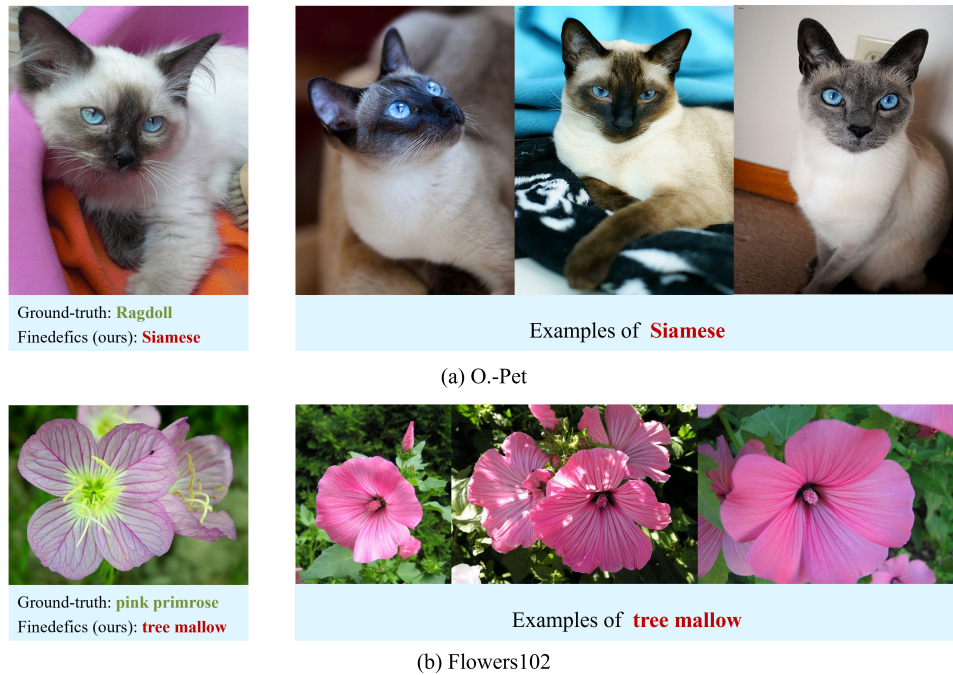 Ground-truth: Ragdoll
Finedefics (ours): Siamese
Examples of Siamese
(a) O.-Pet
Ground-truth: pink primrose
Finedefics (ours): tree mallow
Examples of tree mallow
(b) Flowers102